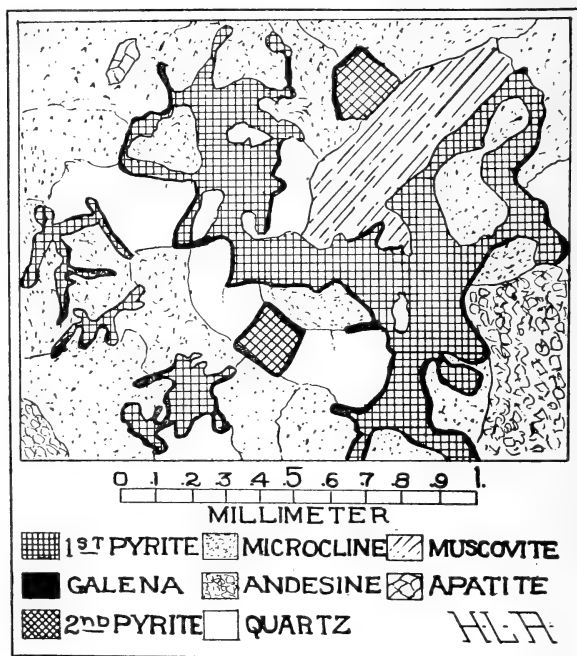 0 .1 .2 .3 .4 .5 .6 .7 .8 .9 1.
MILLIMETER
1ST PYRITE MICROCLINE MUSCOVITE
GALENA ANDESINE APATITE
2nd PYRITE QUARTZ H.L.A.